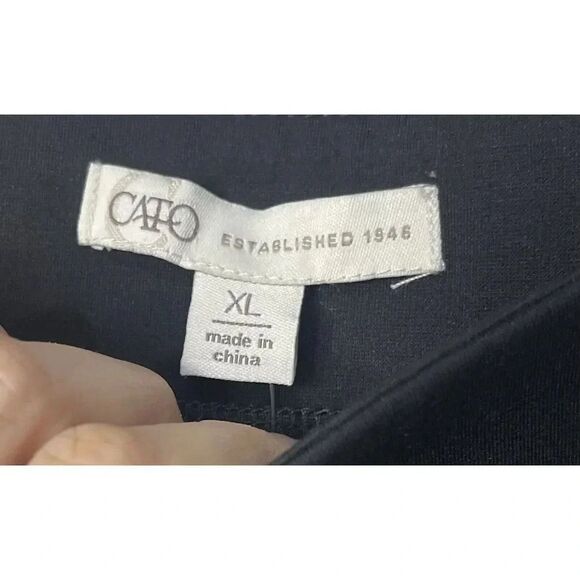 CATO
ESTABLISHED 1946
XL
made in
china